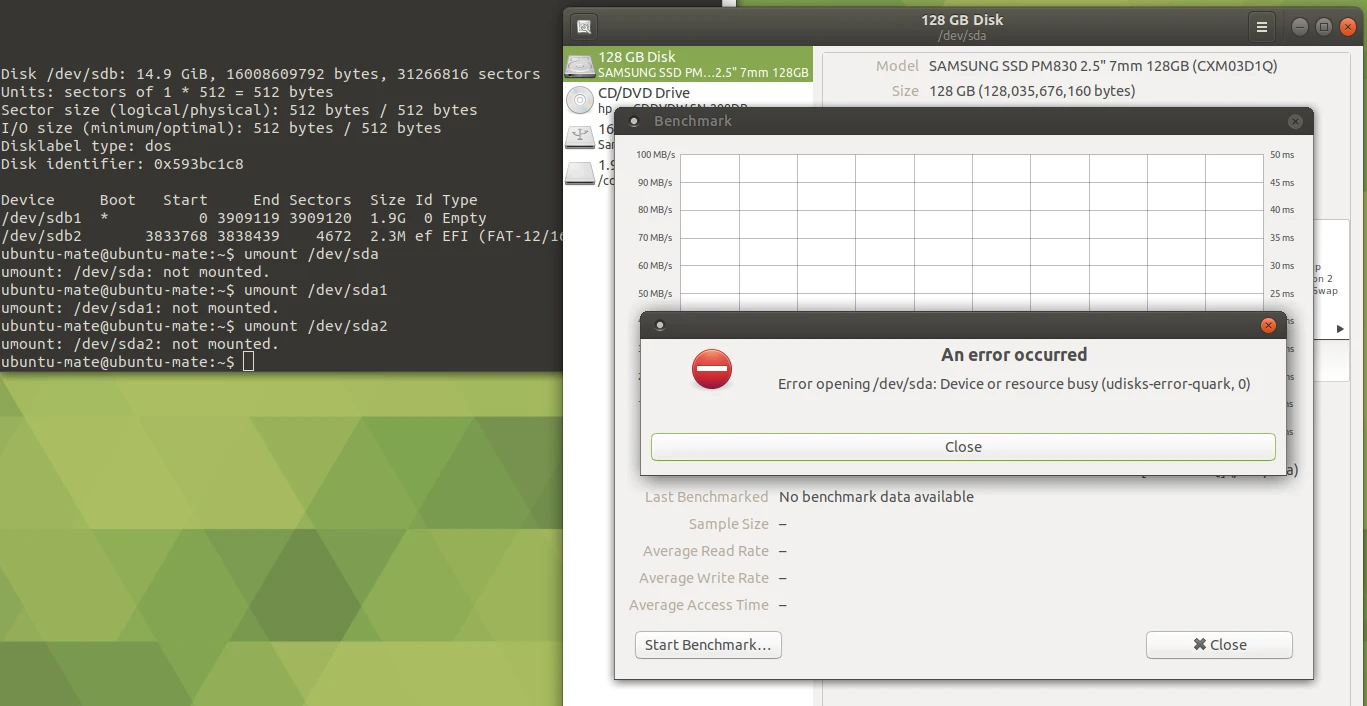 Disk /dev/sdb: 14.9 GiB, 16008609792 bytes, 31266816 sectors
Units: sectors of 1 * 512 = 512 bytes
Sector size (logical/physical): 512 bytes / 512 bytes
I/O size (minimum/optimal): 512 bytes / 512 bytes
Disklabel type: dos
Disk identifier: 0x593bc1c8
Device     Boot   Start     End Sectors  Size Id Type
/dev/sdb1  *          0 3909119 3909120  1.9G  0 Empty
/dev/sdb2       3833768 3838439    4672  2.3M ef EFI (FAT-12/16
ubuntu-mate@ubuntu-mate:~$ umount /dev/sda
umount: /dev/sda: not mounted.
ubuntu-mate@ubuntu-mate:~$ umount /dev/sda1
umount: /dev/sda1: not mounted.
ubuntu-mate@ubuntu-mate:~$ umount /dev/sda2
umount: /dev/sda2: not mounted.
ubuntu-mate@ubuntu-mate:~$
128 GB Disk
/dev/sda
128 GB Disk
SAMSUNG SSD PM...2.5" 7mm 128GB
CD/DVD Drive
hp
16
San
1.9
/co
Model SAMSUNG SSD PM830 2.5" 7mm 128GB (CXM03D1Q)
Size 128 GB (128,035,676,160 bytes)
on 2
Swap
Benchmark
100 MB/s 50 ms
90 MB/s 45 ms
80 MB/s 40 ms
70 MB/s 35 ms
60 MB/s 30 ms
50 MB/s 25 ms
An error occurred
Error opening /dev/sda: Device or resource busy (udisks-error-quark, 0)
Close
Last Benchmarked No benchmark data available
Sample Size –
Average Read Rate –
Average Write Rate –
Average Access Time –
Start Benchmark...
Close